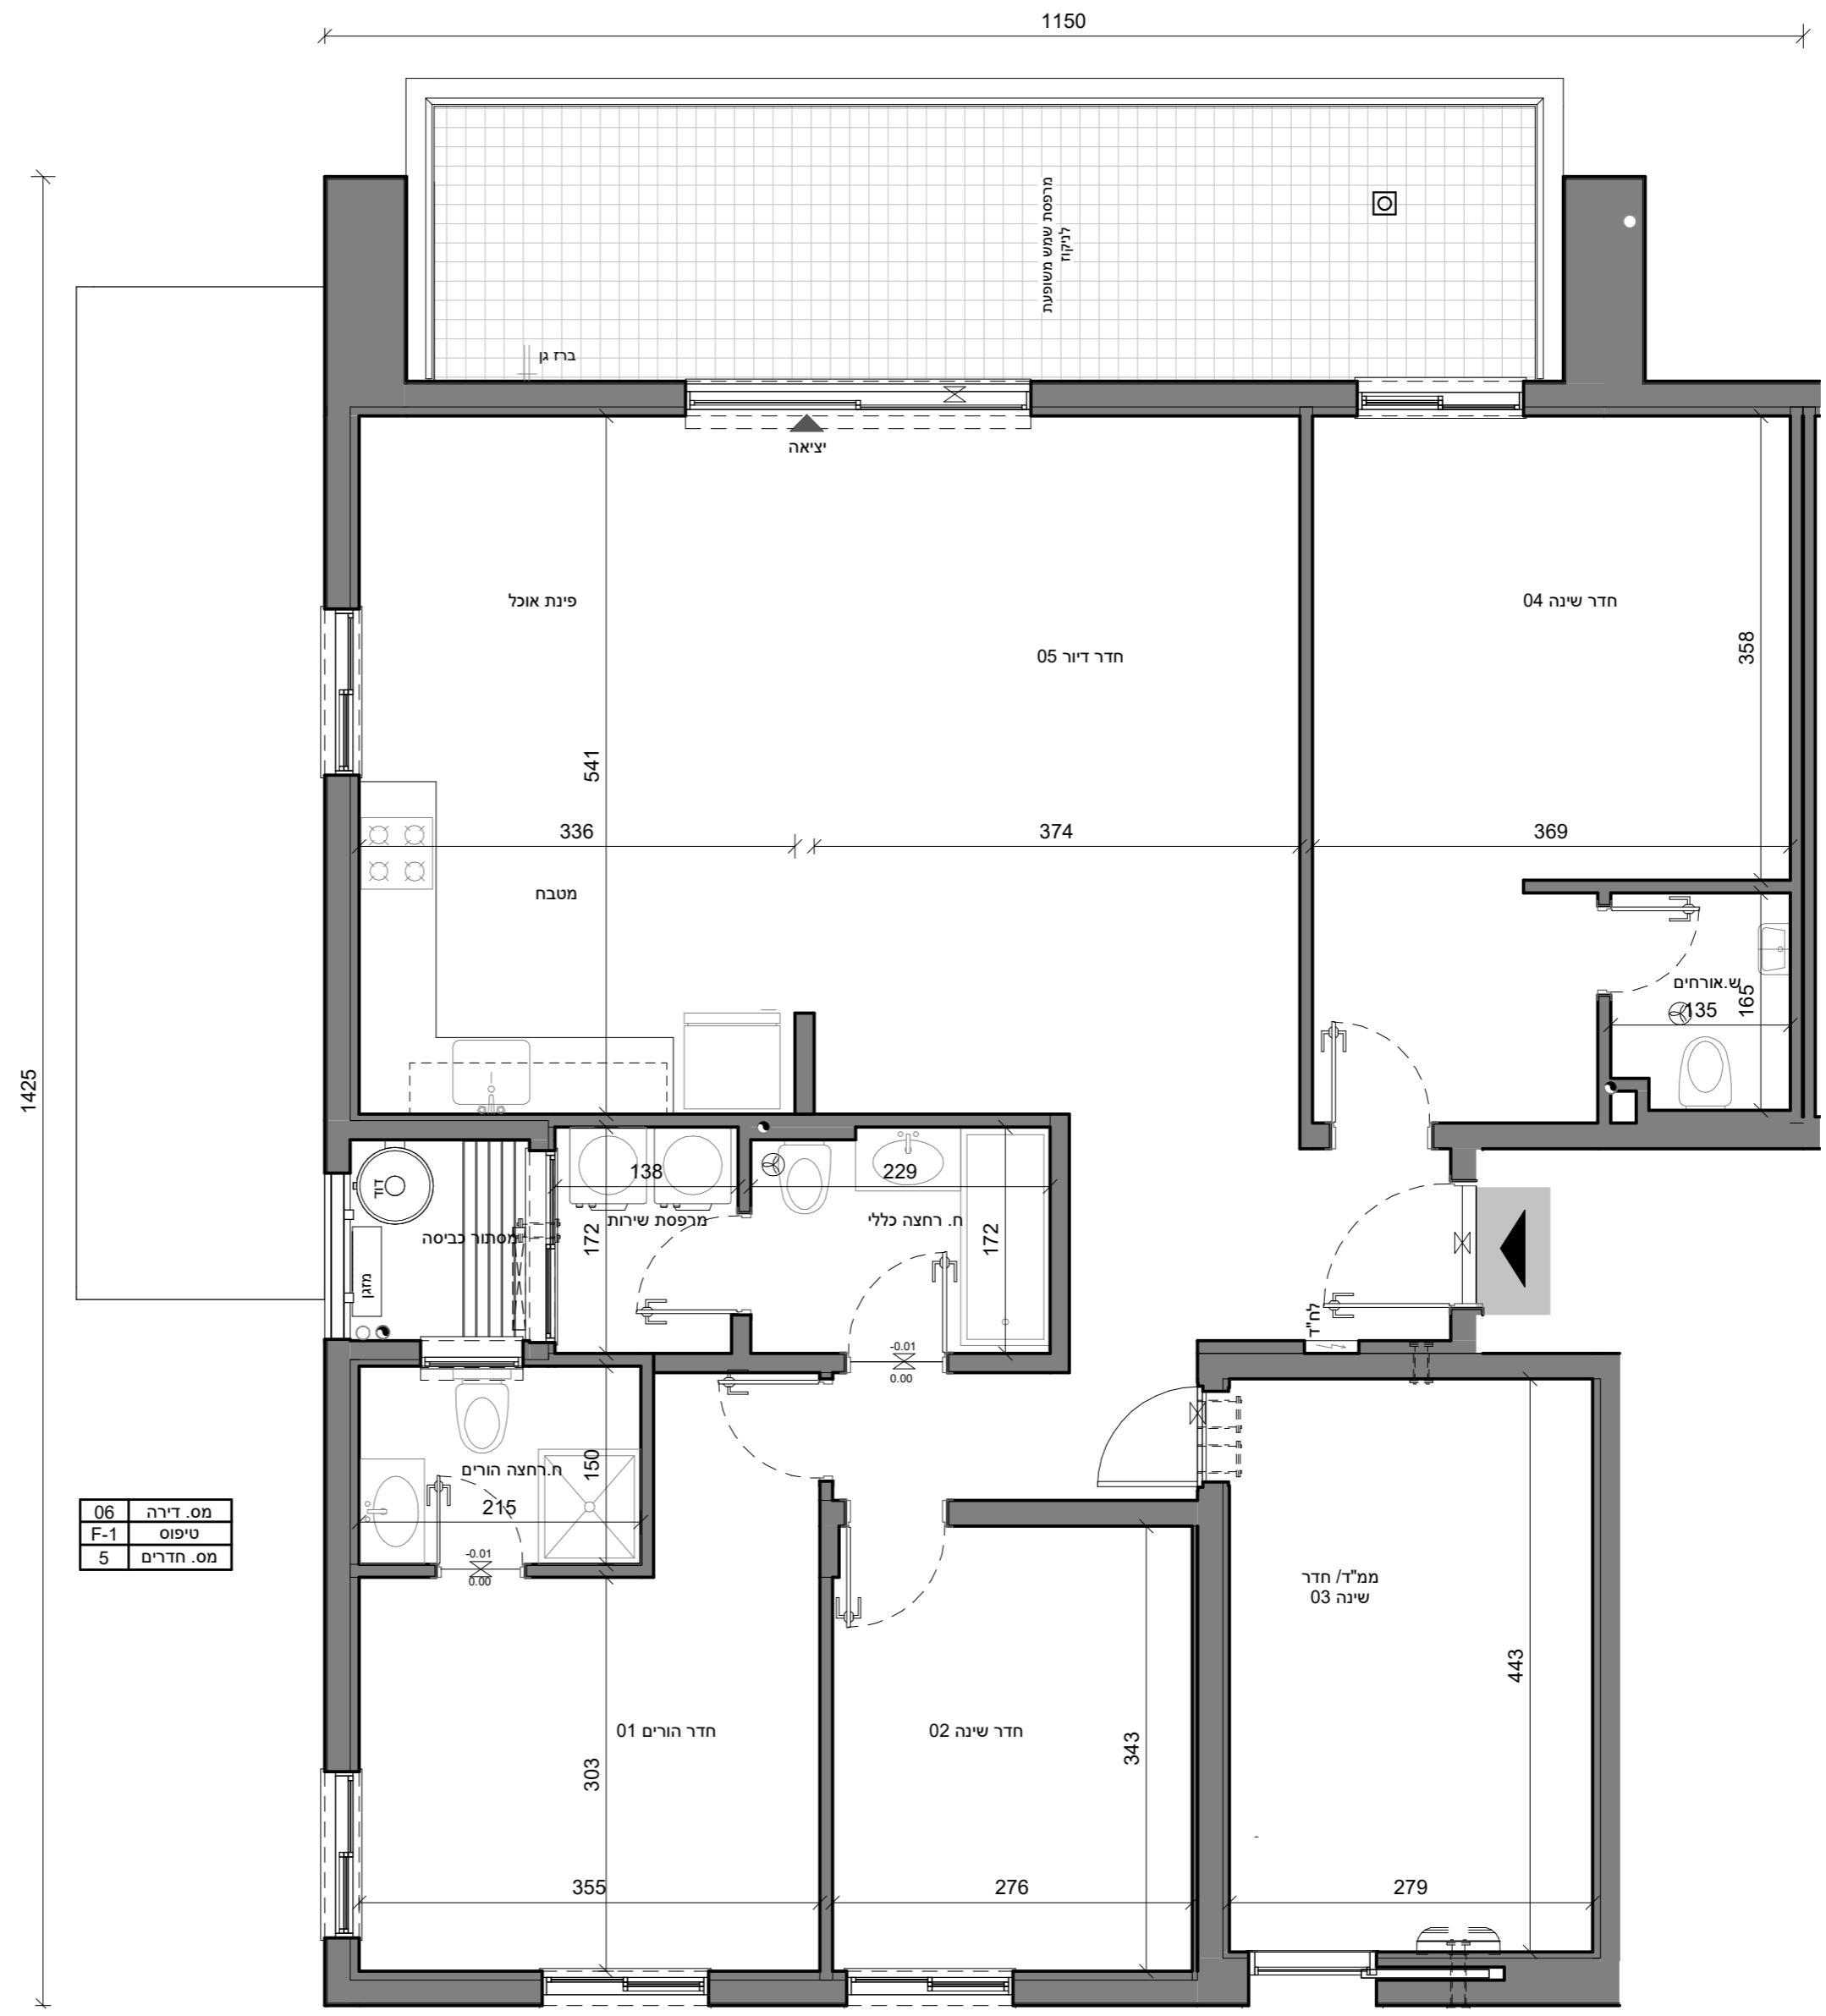 1150
מרפסת שמש משופעת
לניקוז
ברז גן
יציאה
פינת אוכל
חדר שינה 04
חדר דיור 05
358
541
336
374
369
מטבח
ש.אורחים
165
135
1425
דוד
138
229
מרפסת שירות
ח. רחצה כללי
172
172
מסתור כביסה
מזגן
לח"ד
-0.01
0.00
ח.רחצה הורים
150
215
-0.01
0.00
מס. דירה 06
טיפוס F-1
מס. חדרים 5
ממ"ד/ חדר
שינה 03
443
חדר הורים 01
חדר שינה 02
303
343
355
276
279